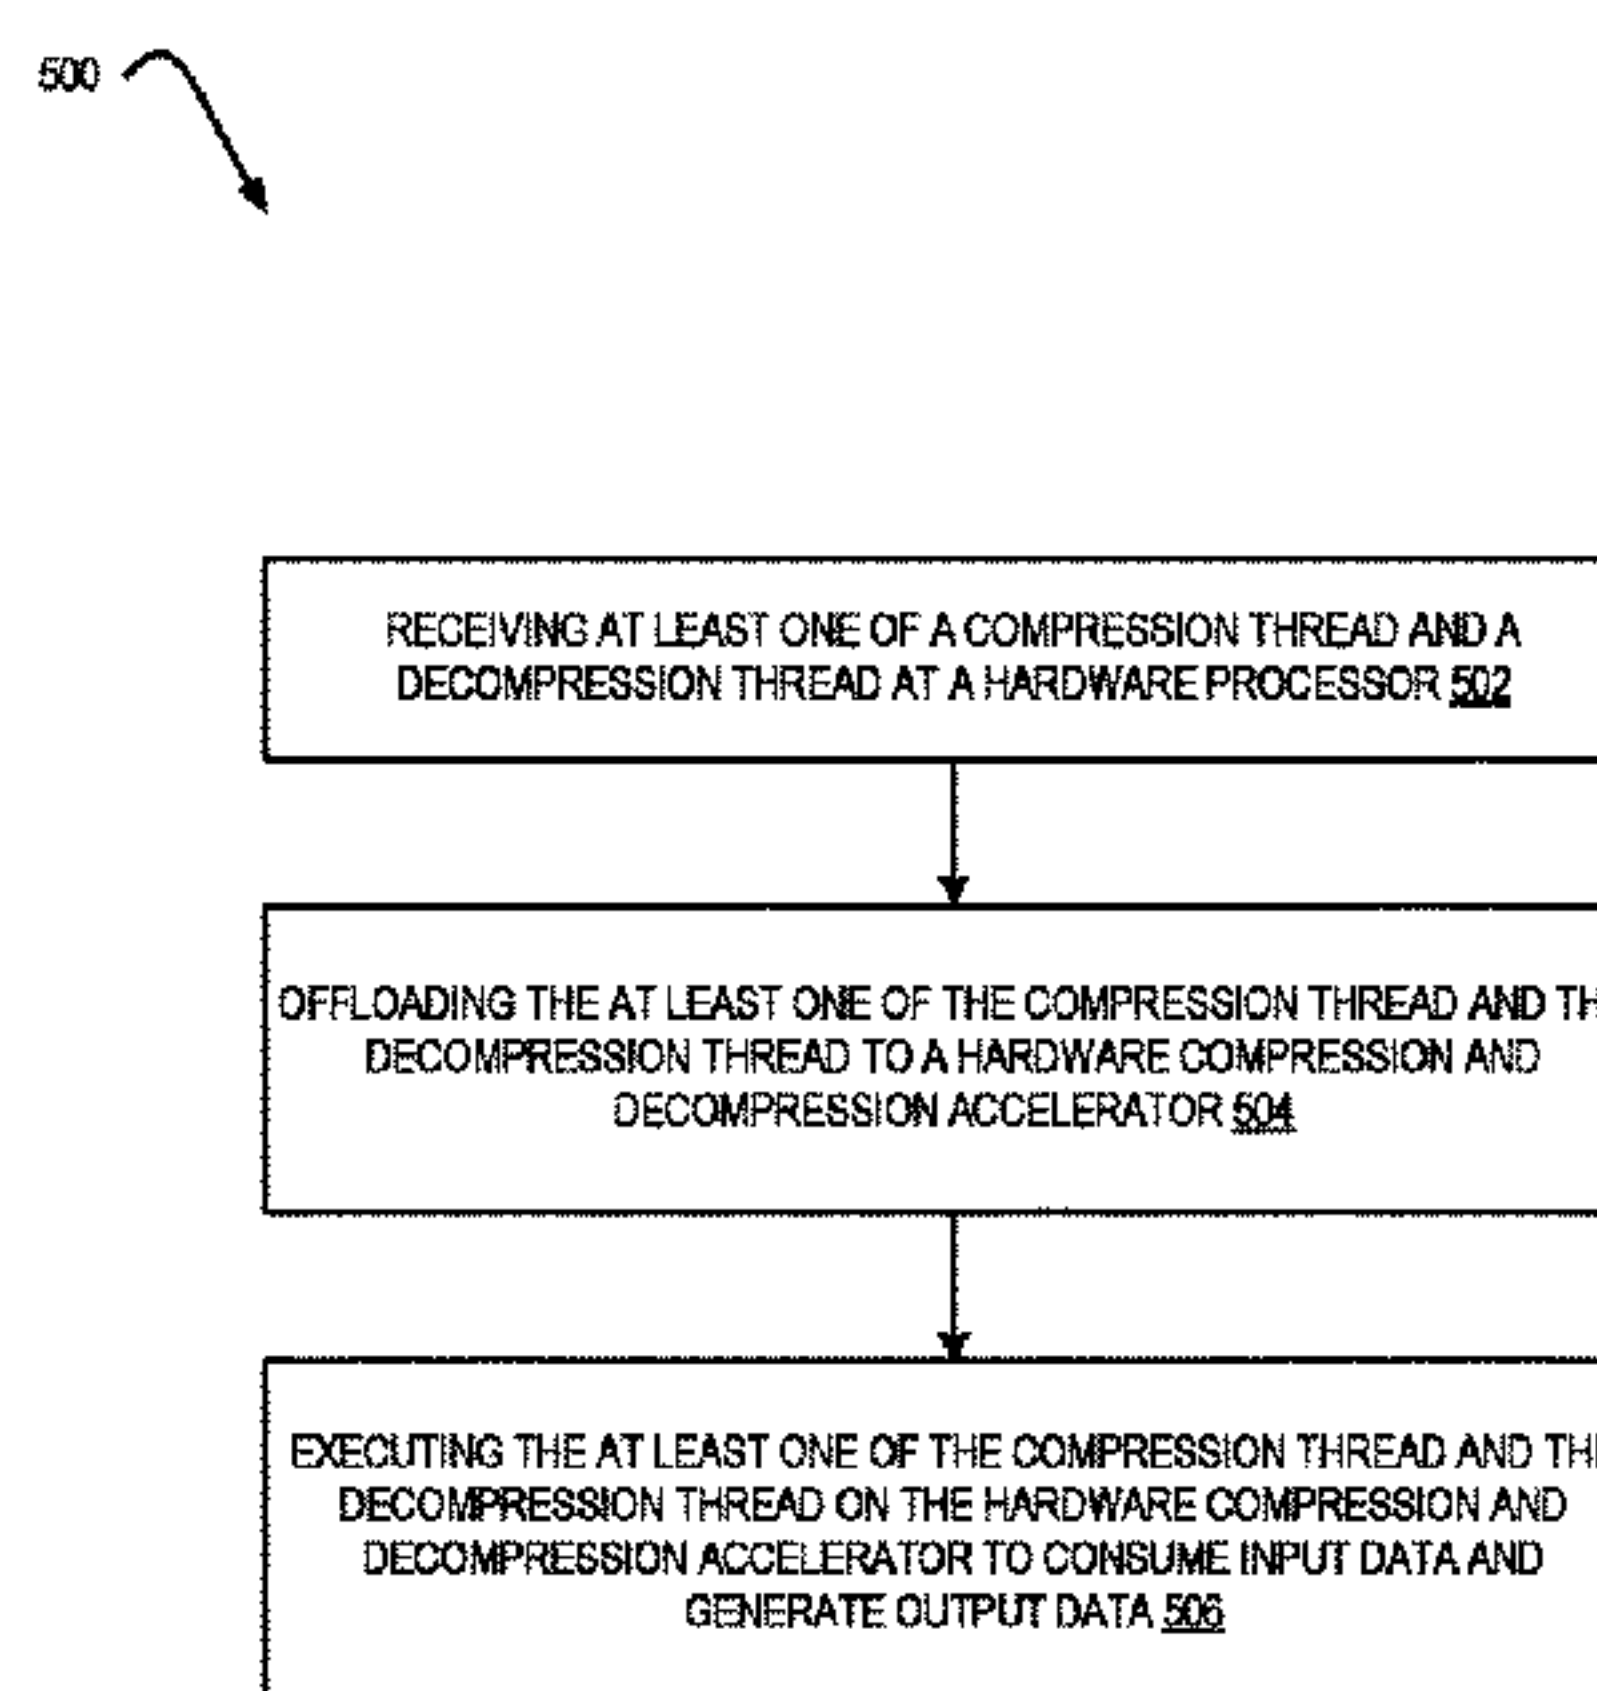 500
RECEIVING AT LEAST ONE OF A COMPRESSION THREAD AND A
DECOMPRESSION THREAD AT A HARDWARE PROCESSOR 502
OFFLOADING THE AT LEAST ONE OF THE COMPRESSION THREAD AND
DECOMPRESSION THREAD TO A HARDWARE COMPRESSION AND
DECOMPRESSION ACCELERATOR 504
EXECUTING THE AT LEAST ONE OF THE COMPRESSION THREAD AND
DECOMPRESSION THREAD ON THE HARDWARE COMPRESSION AND
DECOMPRESSION ACCELERATOR TO CONSUME INPUT DATA AND
GENERATE OUTPUT DATA 506